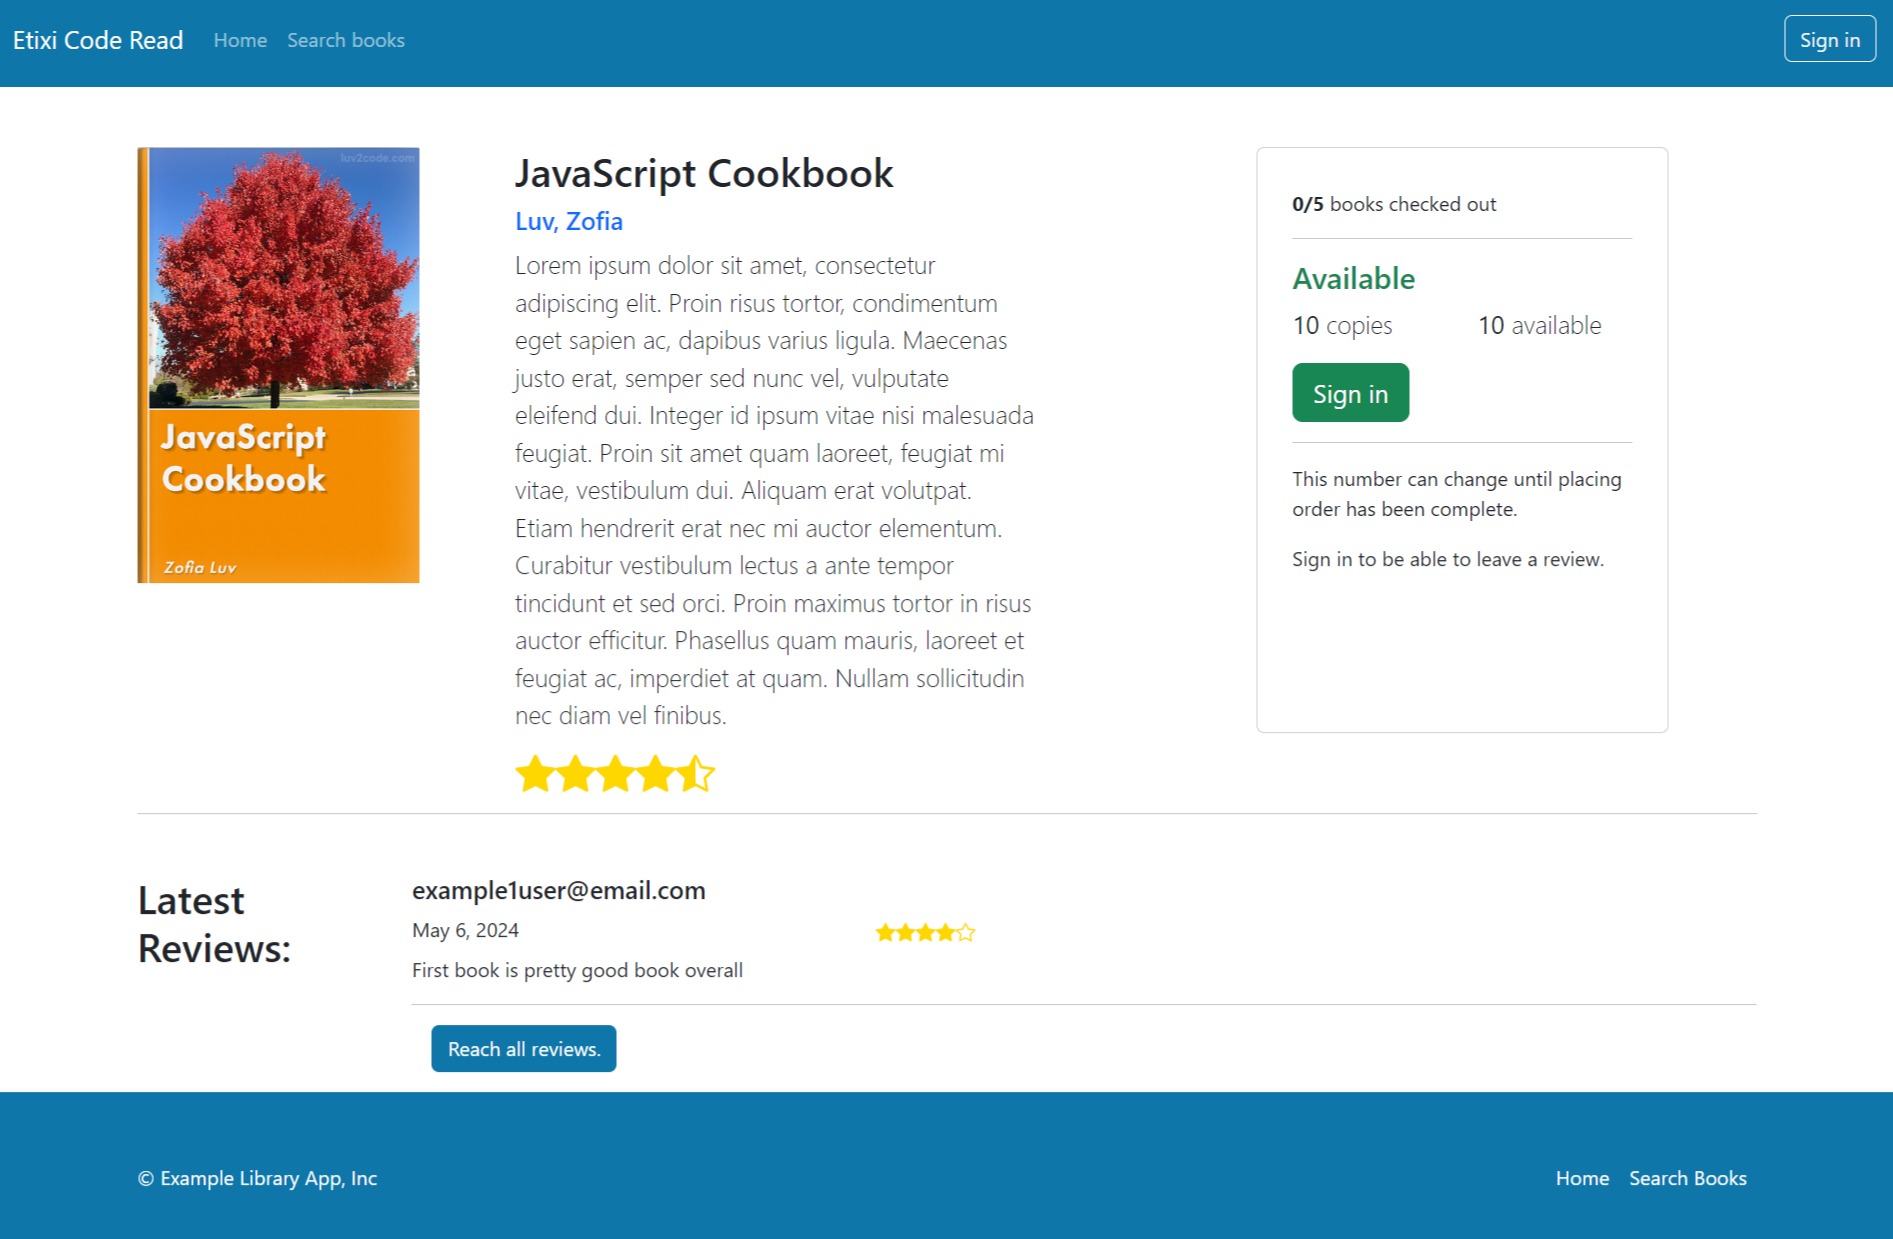 Etixi Code Read Home Search books Sign in
luv2code.com
JavaScript
Cookbook
Zofia Luv
JavaScript Cookbook
Luv, Zofia
Lorem ipsum dolor sit amet, consectetur
adipiscing elit. Proin risus tortor, condimentum
eget sapien ac, dapibus varius ligula. Maecenas
justo erat, semper sed nunc vel, vulputate
eleifend dui. Integer id ipsum vitae nisi malesuada
feugiat. Proin sit amet quam laoreet, feugiat mi
vitae, vestibulum dui. Aliquam erat volutpat.
Etiam hendrerit erat nec mi auctor elementum.
Curabitur vestibulum lectus a ante tempor
tincidunt et sed orci. Proin maximus tortor in risus
auctor efficitur. Phasellus quam mauris, laoreet et
feugiat ac, imperdiet at quam. Nullam sollicitudin
nec diam vel finibus.
0/5 books checked out
Available
10 copies 10 available
Sign in
This number can change until placing
order has been complete.
Sign in to be able to leave a review.
Latest
Reviews:
example1user@email.com
May 6, 2024
First book is pretty good book overall
Reach all reviews.
© Example Library App, Inc Home Search Books